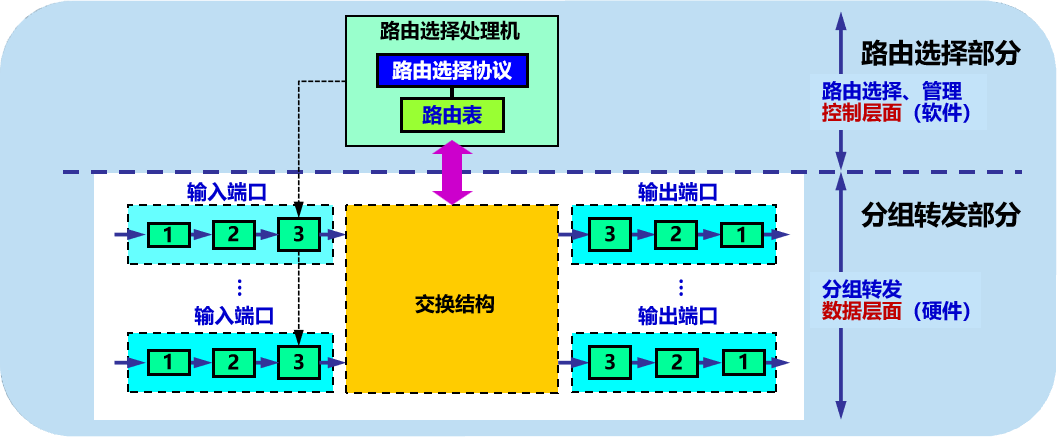 路由选择处理机
路由选择协议
路由表
路由选择部分
路由选择、管理
控制层面（软件）
输入端口
1 2 3
输入端口
1 2 3
交换结构
输出端口
3 2 1
输出端口
3 2 1
分组转发部分
分组转发
数据层面（硬件）